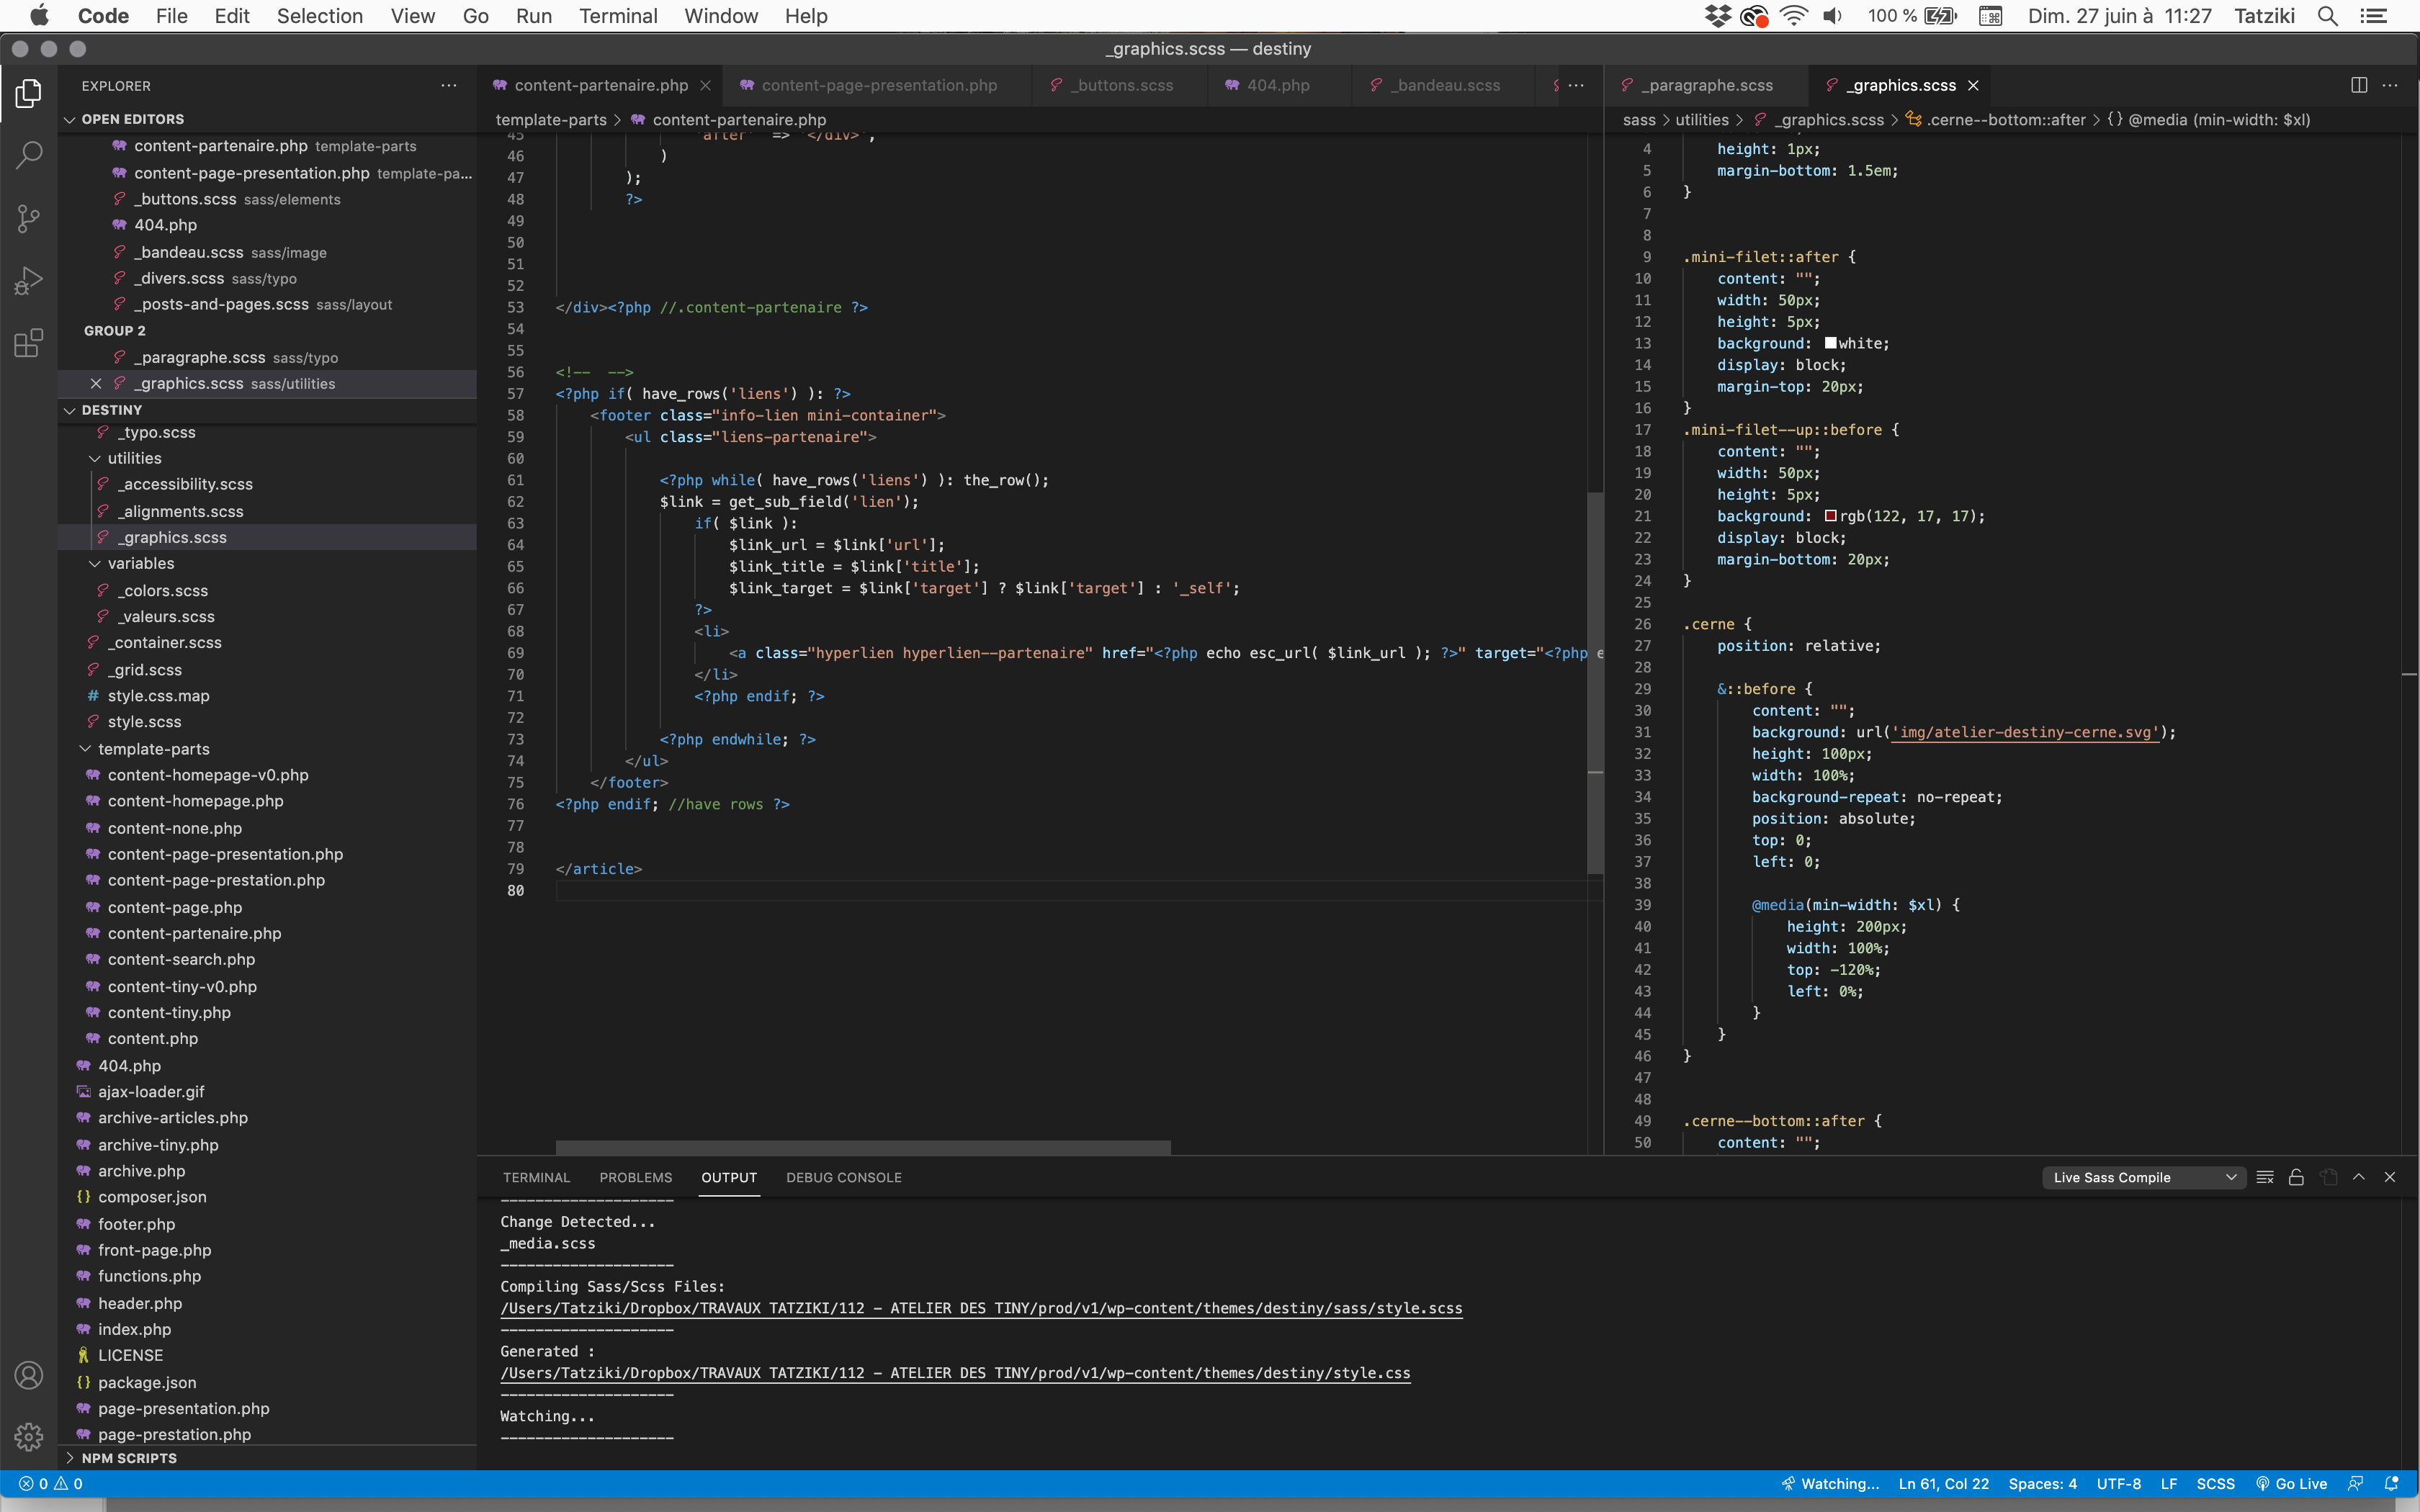 Code File Edit Selection View Go Run Terminal Window Help 100 % Dim. 27 juin à 11:27 Tatziki
_graphics.scss — destiny
EXPLORER
OPEN EDITORS
content-partenaire.php template-parts
content-page-presentation.php template-pa...
_buttons.scss sass/elements
404.php
_bandeau.scss sass/image
_divers.scss sass/typo
_posts-and-pages.scss sass/layout
GROUP 2
_paragraphe.scss sass/typo
_graphics.scss sass/utilities
DESTINY
_typo.scss
utilities
_accessibility.scss
_alignments.scss
_graphics.scss
variables
_colors.scss
_valeurs.scss
_container.scss
_grid.scss
# style.css.map
style.scss
template-parts
content-homepage-v0.php
content-homepage.php
content-none.php
content-page-presentation.php
content-page-prestation.php
content-page.php
content-partenaire.php
content-search.php
content-tiny-v0.php
content-tiny.php
content.php
404.php
ajax-loader.gif
archive-articles.php
archive-tiny.php
archive.php
{} composer.json
footer.php
front-page.php
functions.php
header.php
index.php
LICENSE
{} package.json
page-presentation.php
page-prestation.php
NPM SCRIPTS
content-partenaire.php content-page-presentation.php _buttons.scss 404.php _bandeau.scss
template-parts > content-partenaire.php
45 'after' => '</div>',
46 )
47 );
48 ?>
49
50
51
52
53 </div><?php //.content-partenaire ?>
54
55
56 <!-- -->
57 <?php if( have_rows('liens') ): ?>
58 <footer class="info-lien mini-container">
59 <ul class="liens-partenaire">
60
61 <?php while( have_rows('liens') ): the_row();
62 $link = get_sub_field('lien');
63 if( $link ):
64 $link_url = $link['url'];
65 $link_title = $link['title'];
66 $link_target = $link['target'] ? $link['target'] : '_self';
67 ?>
68 <li>
69 <a class="hyperlien hyperlien--partenaire" href="<?php echo esc_url( $link_url ); ?>" target="<?php e
70 </li>
71 <?php endif; ?>
72
73 <?php endwhile; ?>
74 </ul>
75 </footer>
76 <?php endif; //have rows ?>
77
78
79 </article>
80
_paragraphe.scss _graphics.scss
sass > utilities > _graphics.scss > .cerne--bottom::after > {} @media (min-width: $xl)
4 height: 1px;
5 margin-bottom: 1.5em;
6 }
7
8
9 .mini-filet::after {
10 content: "";
11 width: 50px;
12 height: 5px;
13 background: white;
14 display: block;
15 margin-top: 20px;
16 }
17 .mini-filet--up::before {
18 content: "";
19 width: 50px;
20 height: 5px;
21 background: rgb(122, 17, 17);
22 display: block;
23 margin-bottom: 20px;
24 }
25
26 .cerne {
27 position: relative;
28
29 &::before {
30 content: "";
31 background: url('img/atelier-destiny-cerne.svg');
32 height: 100px;
33 width: 100%;
34 background-repeat: no-repeat;
35 position: absolute;
36 top: 0;
37 left: 0;
38
39 @media(min-width: $xl) {
40 height: 200px;
41 width: 100%;
42 top: -120%;
43 left: 0%;
44 }
45 }
46 }
47
48
49 .cerne--bottom::after {
50 content: "";
TERMINAL PROBLEMS OUTPUT DEBUG CONSOLE Live Sass Compile
--------------------
Change Detected...
_media.scss
--------------------
Compiling Sass/Scss Files:
/Users/Tatziki/Dropbox/TRAVAUX TATZIKI/112 - ATELIER DES TINY/prod/v1/wp-content/themes/destiny/sass/style.scss
--------------------
Generated :
/Users/Tatziki/Dropbox/TRAVAUX TATZIKI/112 - ATELIER DES TINY/prod/v1/wp-content/themes/destiny/style.css
--------------------
Watching...
--------------------
0 0 Watching... Ln 61, Col 22 Spaces: 4 UTF-8 LF SCSS Go Live